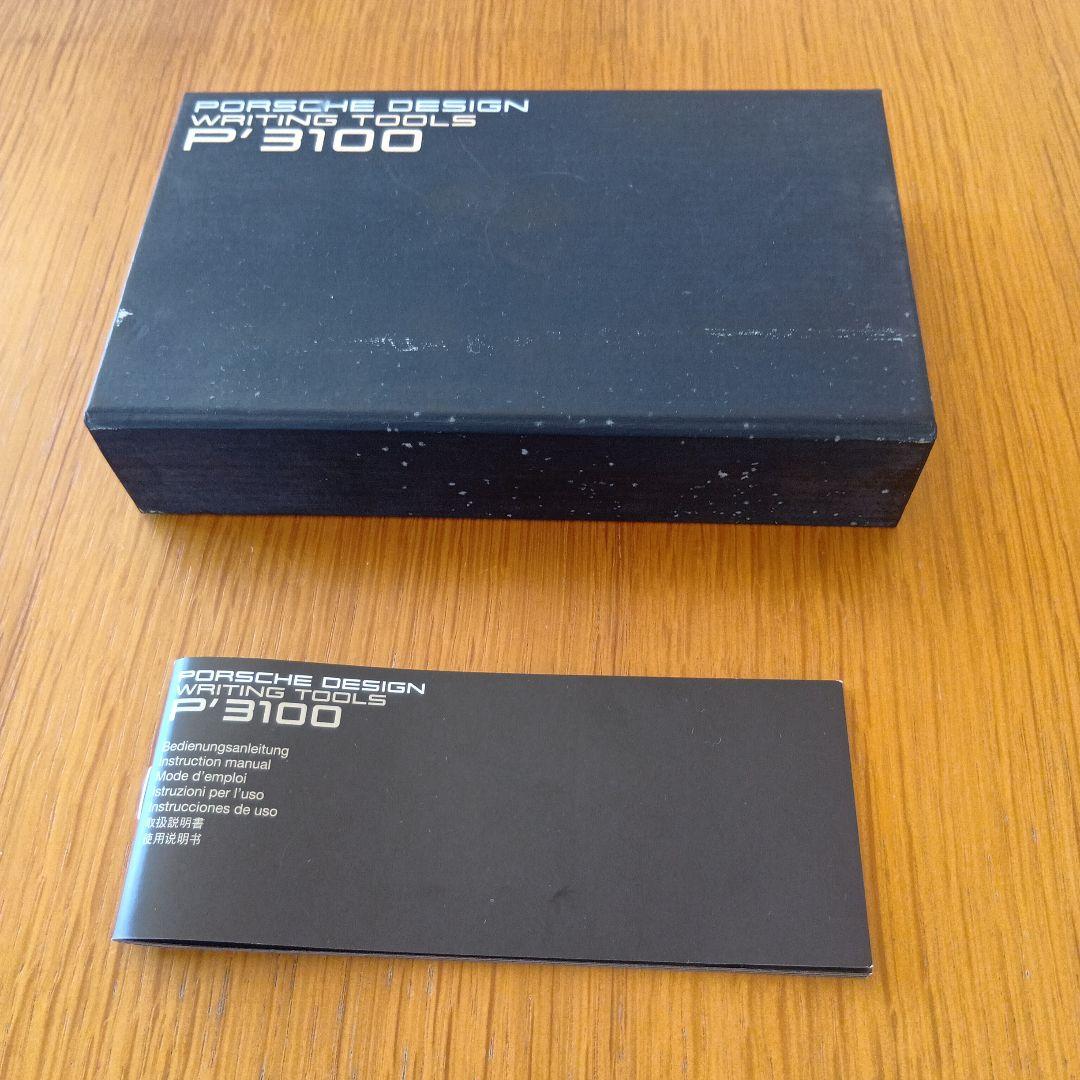 PORSCHE DESIGN
WRITING TOOLS
P'3100
PORSCHE DESIGN
WRITING TOOLS
P'3100
Bedienungsanleitung
Instruction manual
Mode d'emploi
Istruzioni per l'uso
Instrucciones de uso
取扱説明書
使用说明书